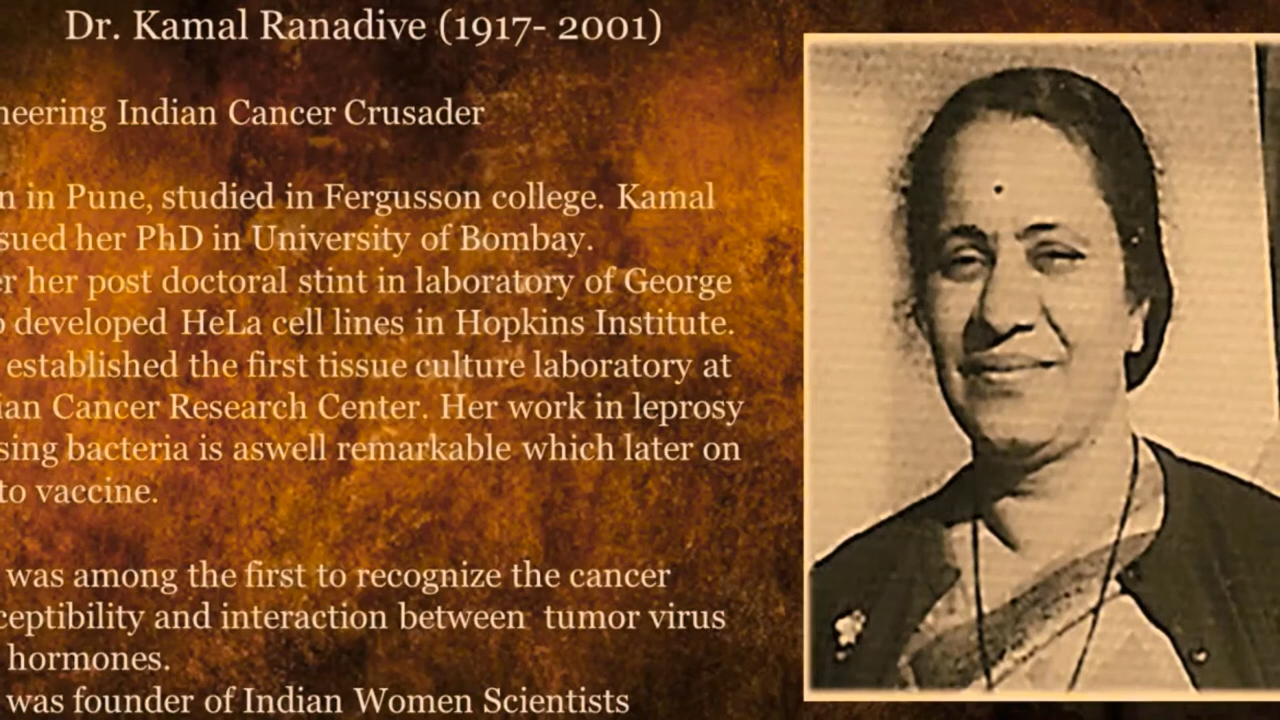 Dr. Kamal Ranadive (1917- 2001)
neering Indian Cancer Crusader
n in Pune, studied in Fergusson college. Kamal
sued her PhD in University of Bombay.
er her post doctoral stint in laboratory of George
o developed HeLa cell lines in Hopkins Institute.
established the first tissue culture laboratory at
ian Cancer Research Center. Her work in leprosy
sing bacteria is aswell remarkable which later on
to vaccine.
was among the first to recognize the cancer
ceptibility and interaction between tumor virus
hormones.
was founder of Indian Women Scientists